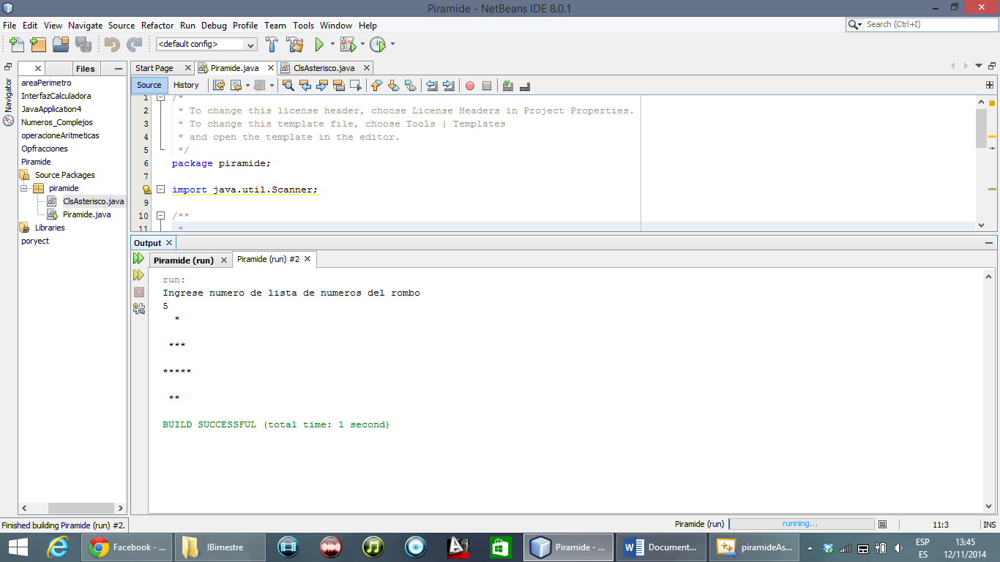 Piramide - NetBeans IDE 8.0.1
File Edit View Navigate Source Refactor Run Debug Profile Team Tools Window Help
Search (Ctrl+I)
<default config>
Files
Navigator
areaPerimetro
InterfazCalculadora
JavaApplication4
Numeros_Complejos
operacioneAritmeticas
Opfracciones
Piramide
Source Packages
piramide
ClsAsterisco.java
Piramide.java
Libraries
poryect
Start Page Piramide.java ClsAsterisco.java
Source History
1 /*
2 * To change this license header, choose License Headers in Project Properties.
3 * To change this template file, choose Tools | Templates
4 * and open the template in the editor.
5 */
6 package piramide;
7
import java.util.Scanner;
9
10 /**
11 *
Output
Piramide (run) Piramide (run) #2
run:
Ingrese numero de lista de numeros del rombo
5
  *
 ***
*****
 **
BUILD SUCCESSFUL (total time: 1 second)
Finished building Piramide (run) #2.
Piramide (run) running... 11:3 INS
Facebook - ... IBimestre Piramide - ... Document... piramideAs...
ESP
ES
13:45
12/11/2014